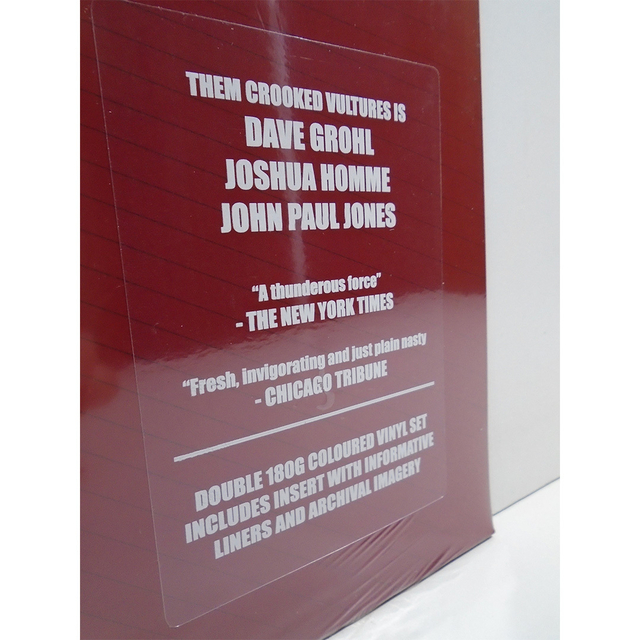 THEM CROOKED VULTURES IS
DAVE GROHL
JOSHUA HOMME
JOHN PAUL JONES
“A thunderous force”
- THE NEW YORK TIMES
“Fresh, invigorating and just plain nasty
- CHICAGO TRIBUNE
DOUBLE 180G COLOURED VINYL SET
INCLUDES INSERT WITH INFORMATIVE
LINERS AND ARCHIVAL IMAGERY